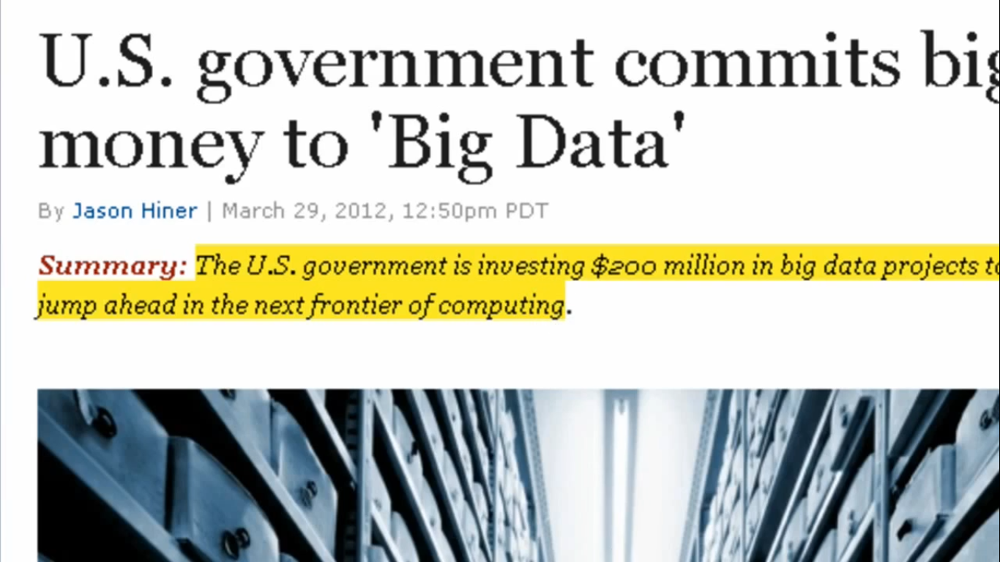 U.S. government commits big
money to 'Big Data'
By Jason Hiner | March 29, 2012, 12:50pm PDT
Summary: The U.S. government is investing $200 million in big data projects to
jump ahead in the next frontier of computing.